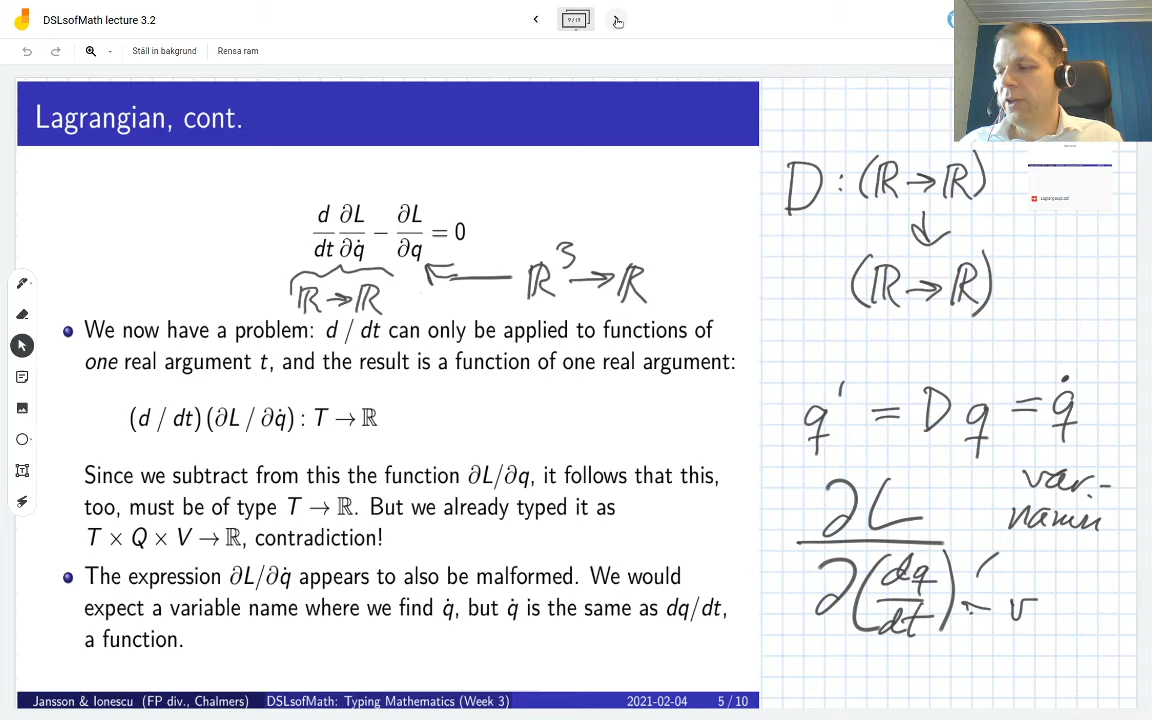 DSLsofMath lecture 3.2
9 / 19
Ställ in bakgrund
Rensa ram
Lagrangian, cont.
d/dt ∂L/∂q̇ − ∂L/∂q = 0
ℝ→ℝ
ℝ³→ℝ
• We now have a problem: d / dt can only be applied to functions of
one real argument t, and the result is a function of one real argument:
(d / dt) (∂L / ∂q̇) : T → ℝ
Since we subtract from this the function ∂L/∂q, it follows that this,
too, must be of type T → ℝ. But we already typed it as
T × Q × V → ℝ, contradiction!
• The expression ∂L/∂q̇ appears to also be malformed. We would
expect a variable name where we find q̇, but q̇ is the same as dq/dt,
a function.
Jansson & Ionescu (FP div., Chalmers) DSLsofMath: Typing Mathematics (Week 3) 2021-02-04 5 / 10
D : (ℝ→ℝ)
↓
(ℝ→ℝ)
q' = D q = q̇
var.-
namn
∂L
∂(dq/dt) ← v